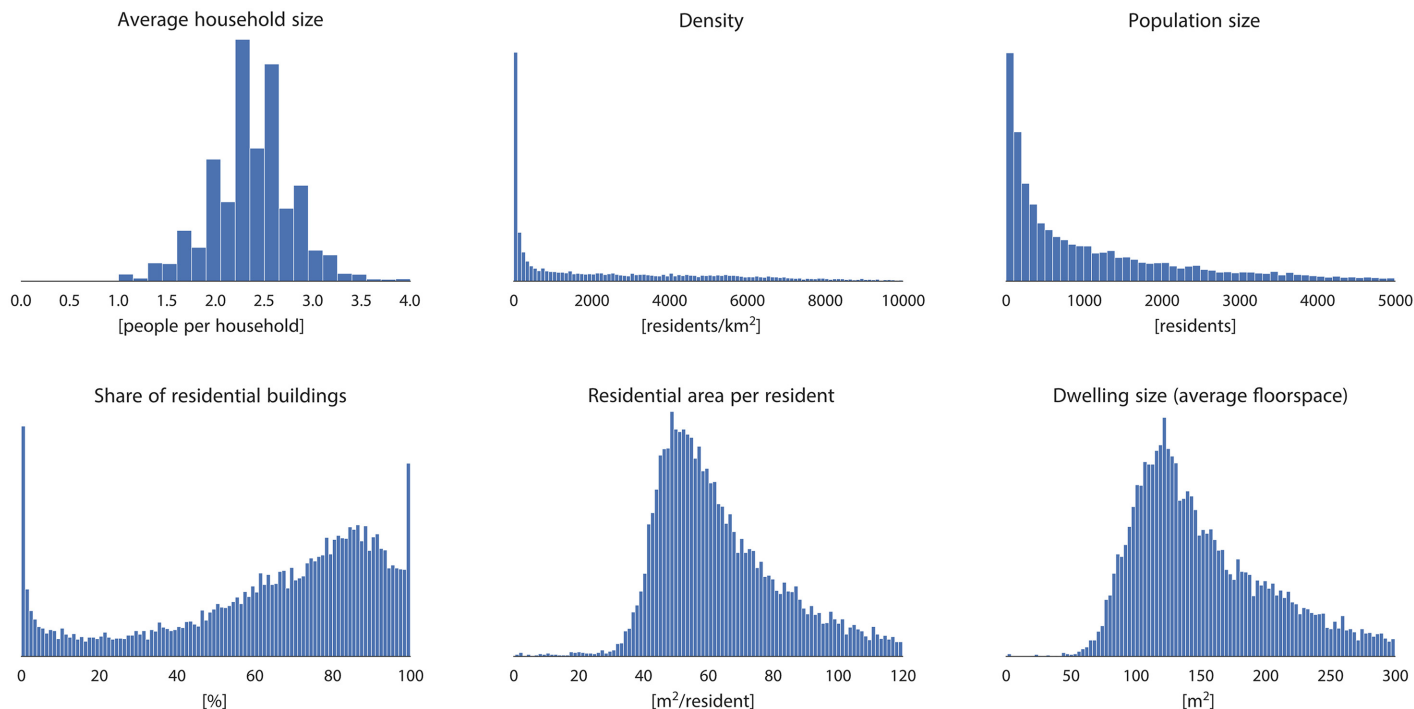 Average household size
0.0 0.5 1.0 1.5 2.0 2.5 3.0 3.5 4.0
[people per household]
Density
0 2000 4000 6000 8000 10000
[residents/km²]
Population size
0 1000 2000 3000 4000 5000
[residents]
Share of residential buildings
0 20 40 60 80 100
[%]
Residential area per resident
0 20 40 60 80 100 120
[m²/resident]
Dwelling size (average floorspace)
0 50 100 150 200 250 300
[m²]